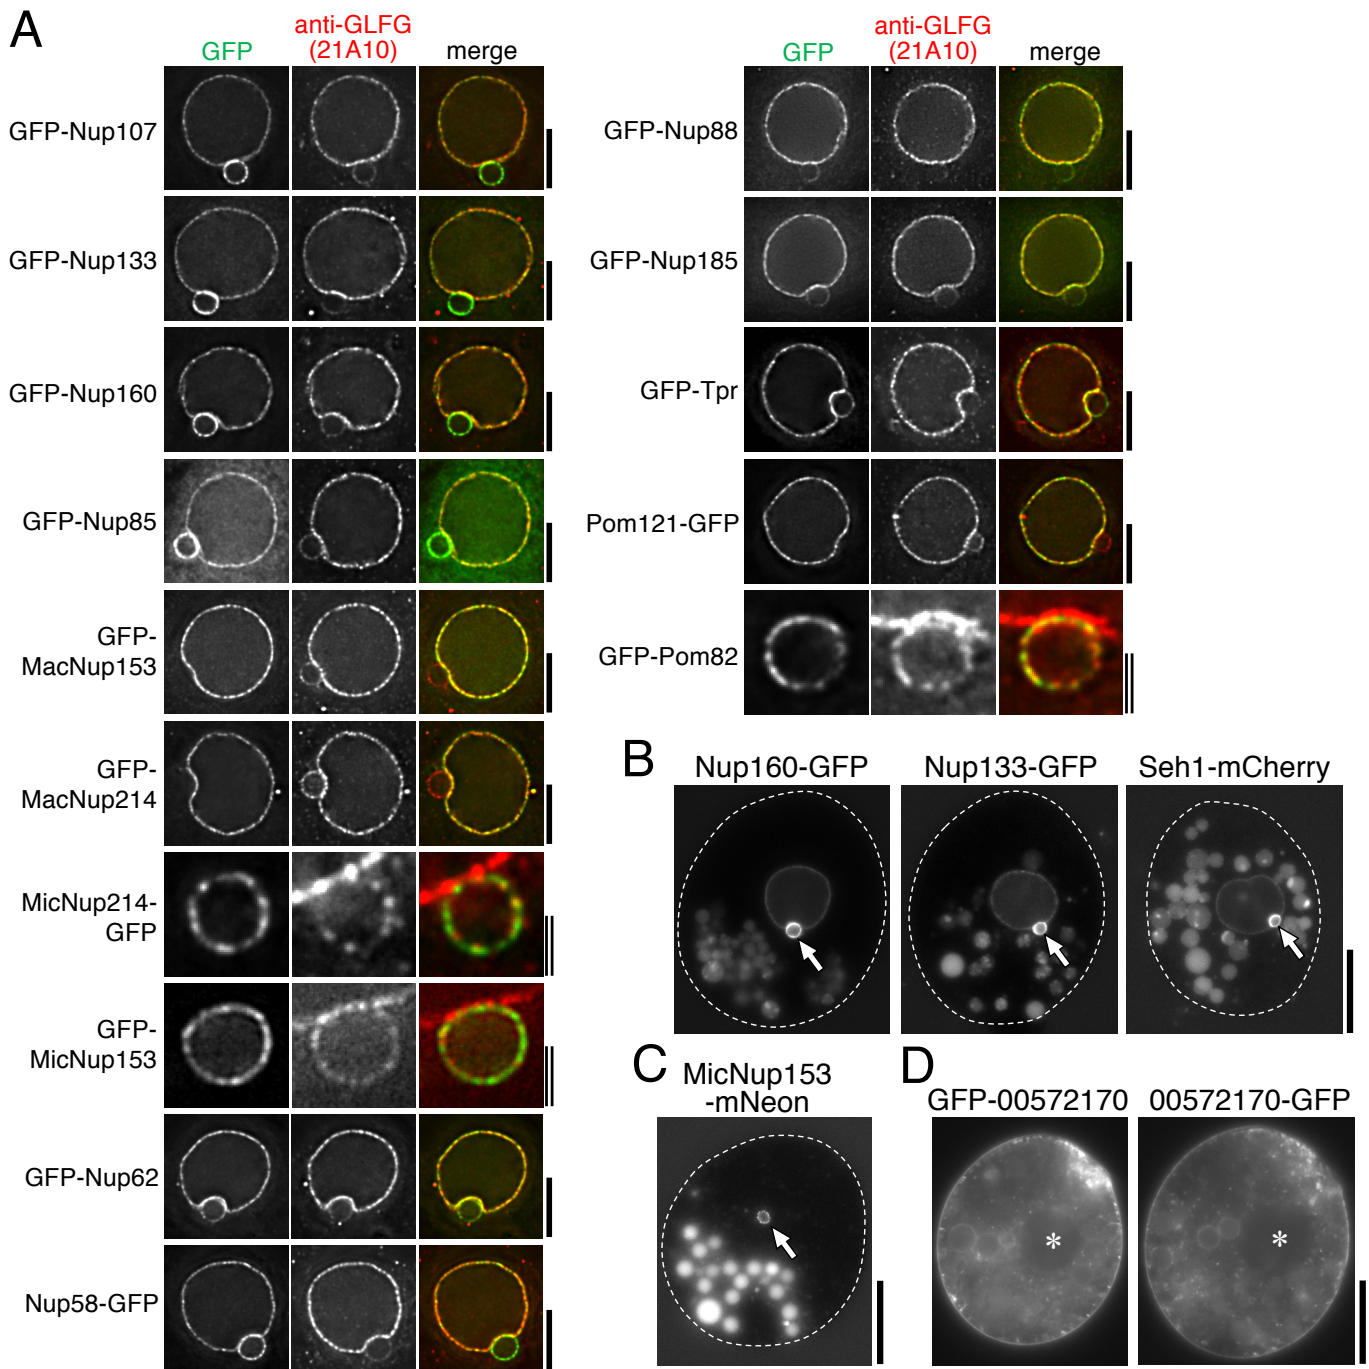 A
GFP
anti-GLFG
(21A10)
merge
GFP-Nup107
GFP-Nup133
GFP-Nup160
GFP-Nup85
GFP-
MacNup153
GFP-
MacNup214
MicNup214-
GFP
GFP-
MicNup153
GFP-Nup62
Nup58-GFP
GFP
anti-GLFG
(21A10)
merge
GFP-Nup88
GFP-Nup185
GFP-Tpr
Pom121-GFP
GFP-Pom82
B
Nup160-GFP
Nup133-GFP
Seh1-mCherry
C
MicNup153
-mNeon
D
GFP-00572170
00572170-GFP
*
*